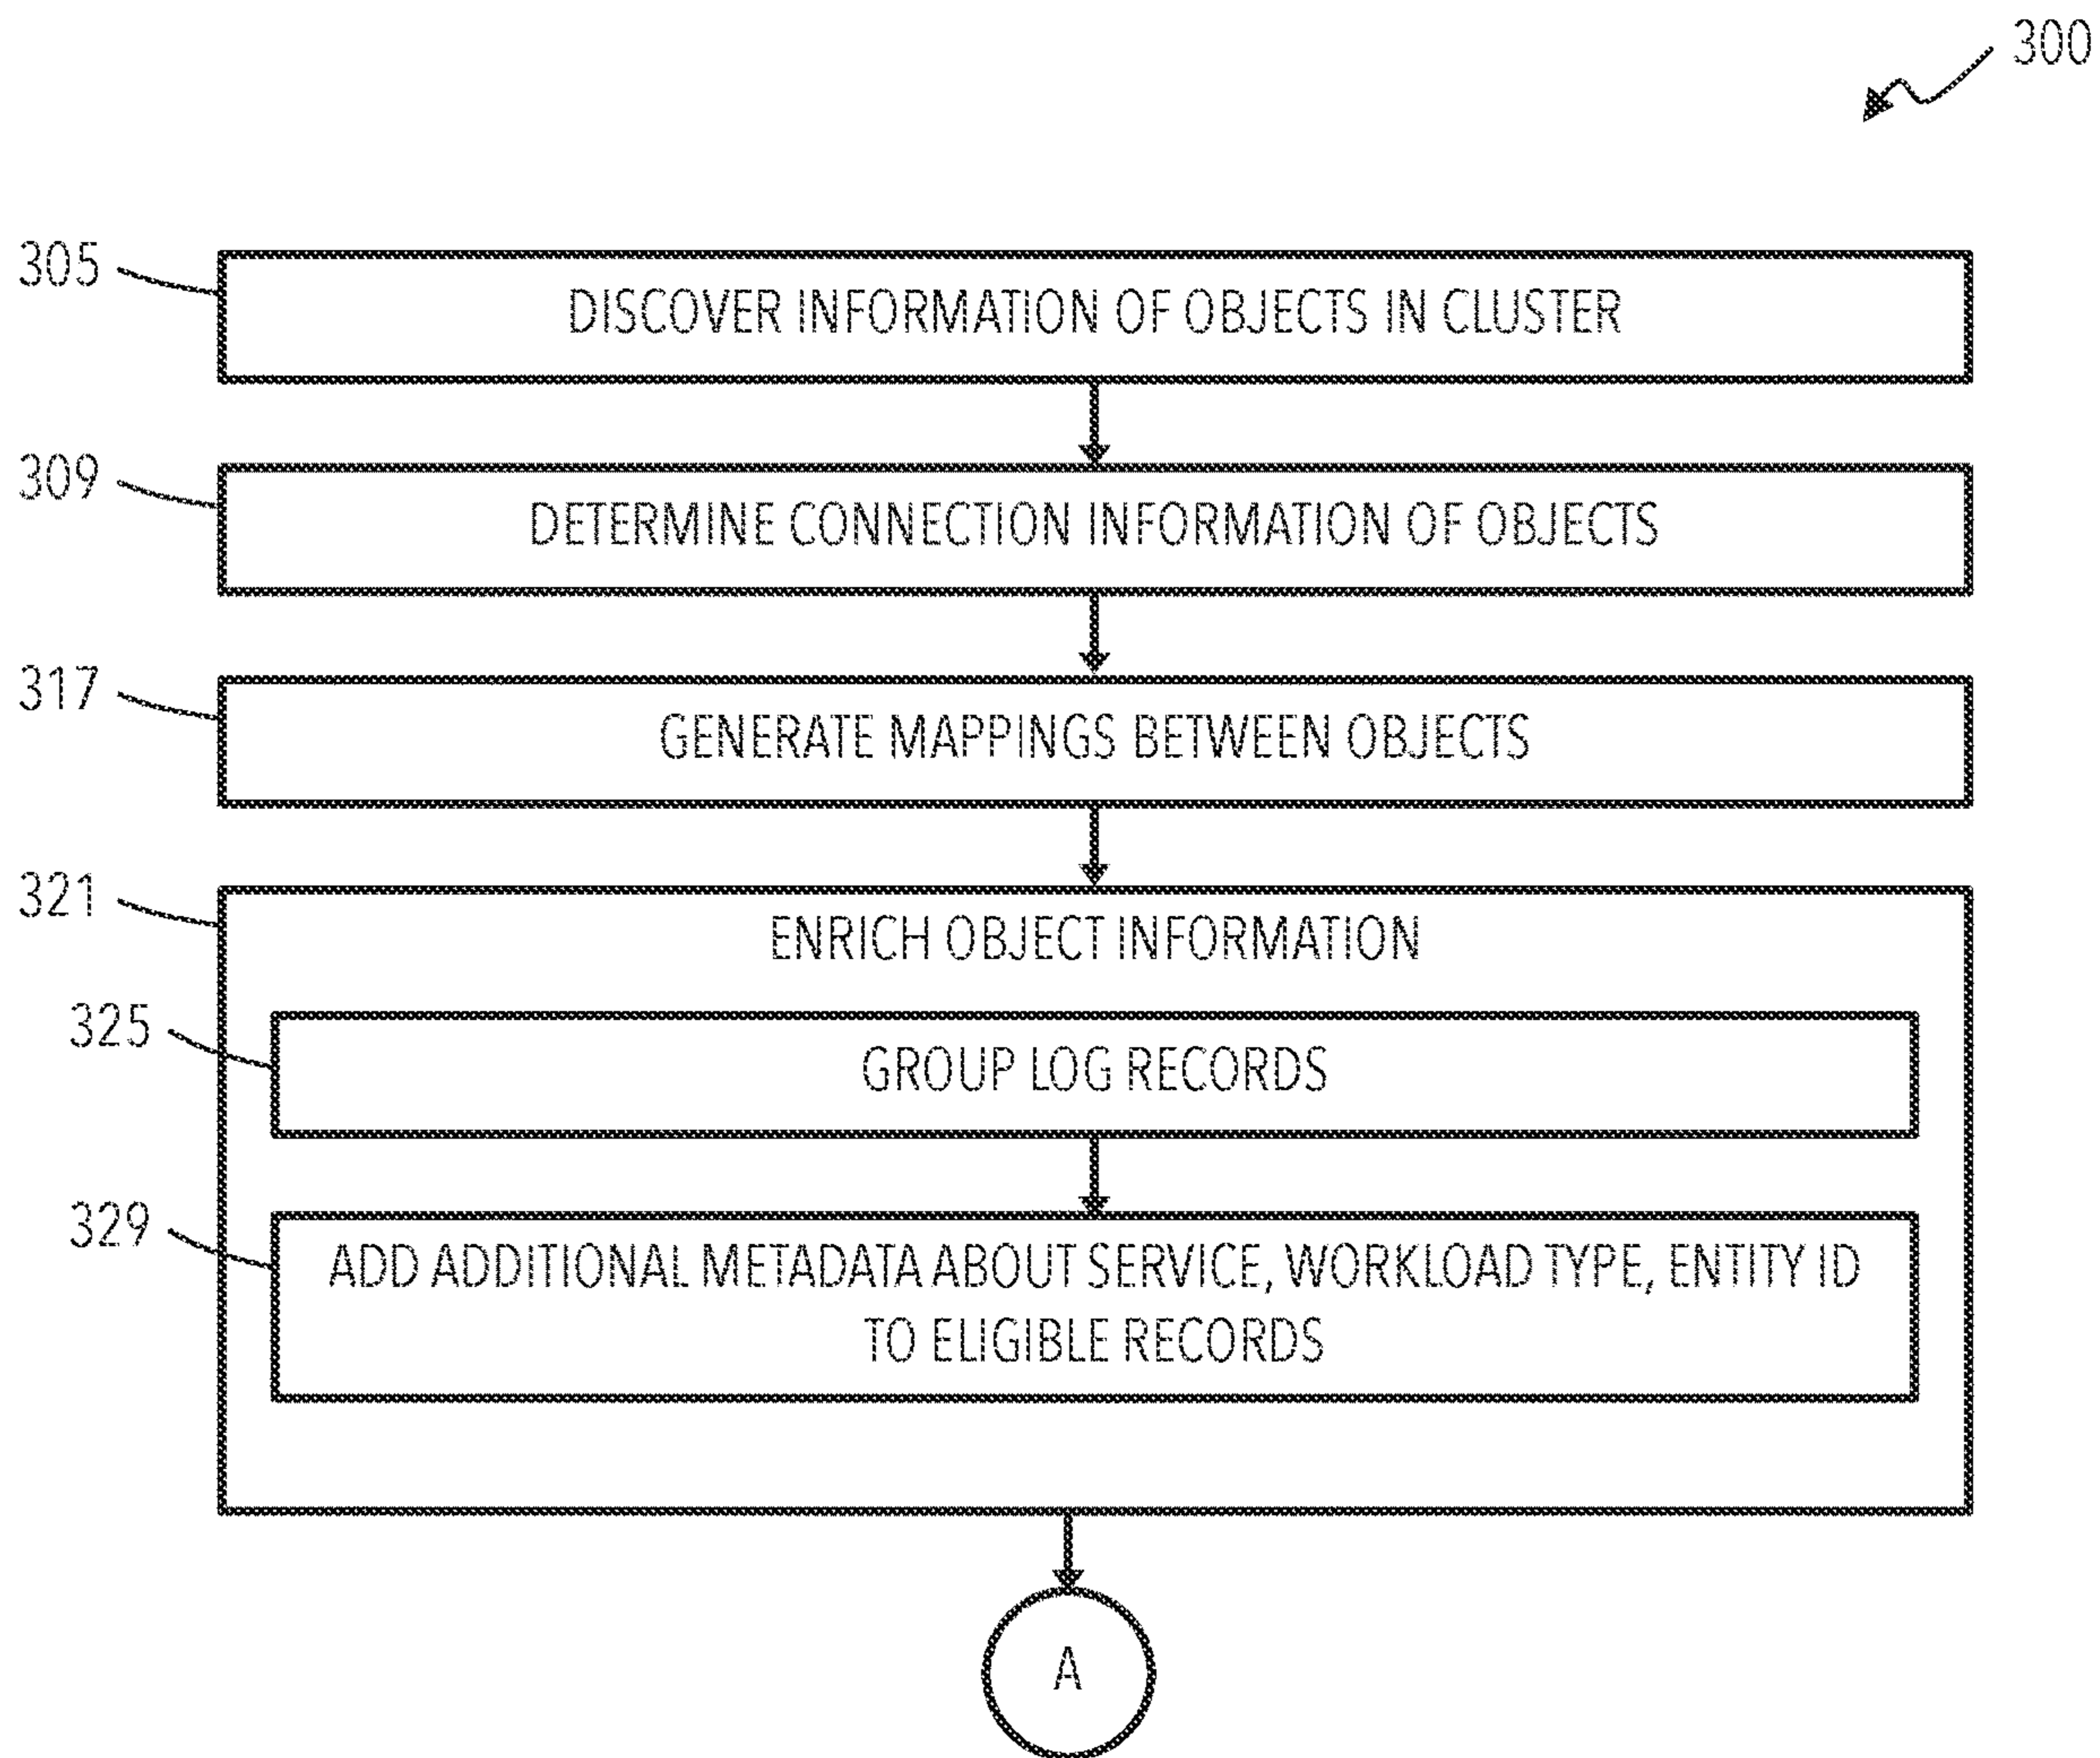 300
305
DISCOVER INFORMATION OF OBJECTS IN CLUSTER
309
DETERMINE CONNECTION INFORMATION OF OBJECTS
317
GENERATE MAPPINGS BETWEEN OBJECTS
321
ENRICH OBJECT INFORMATION
325
GROUP LOG RECORDS
329
ADD ADDITIONAL METADATA ABOUT SERVICE, WORKLOAD TYPE, ENTITY ID
TO ELIGIBLE RECORDS
A